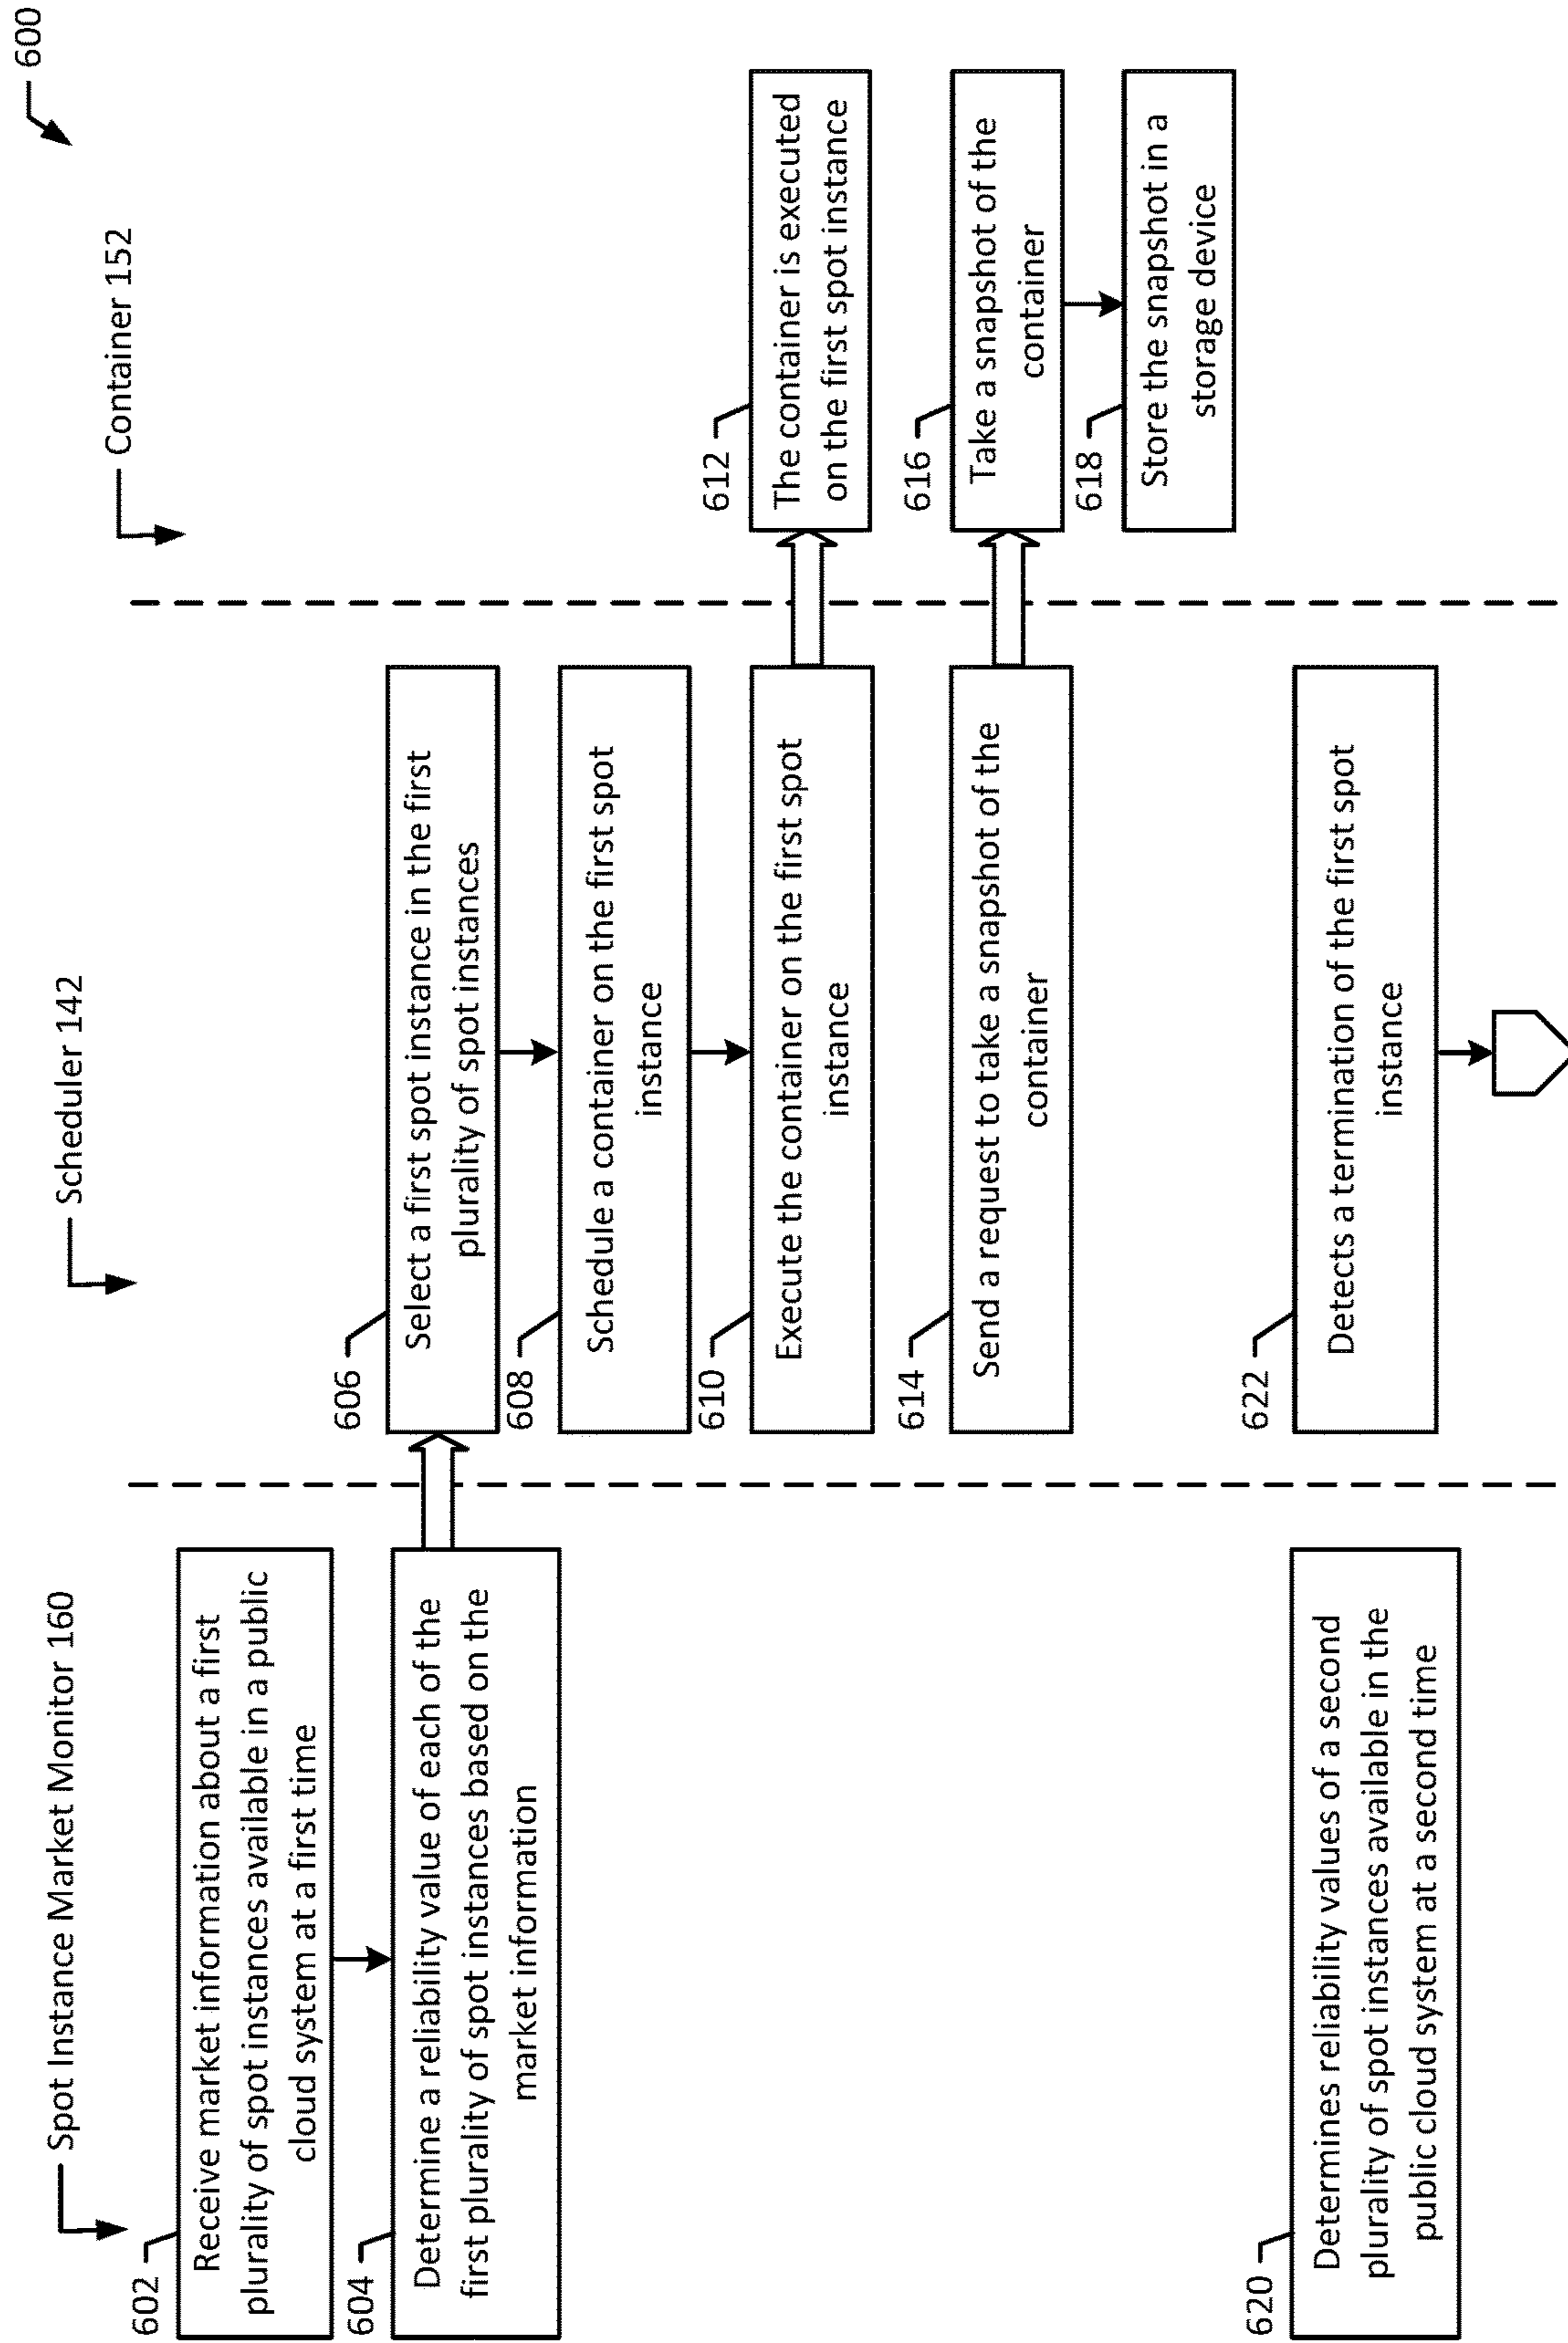 600
Spot Instance Market Monitor 160
Scheduler 142
Container 152
602
Receive market information about a first
plurality of spot instances available in a public
cloud system at a first time
604
Determine a reliability value of each of the
first plurality of spot instances based on the
market information
606
Select a first spot instance in the first
plurality of spot instances
608
Schedule a container on the first spot
instance
610
Execute the container on the first spot
instance
612
The container is executed
on the first spot instance
614
Send a request to take a snapshot of the
container
616
Take a snapshot of the
container
618
Store the snapshot in a
storage device
620
Determines reliability values of a second
plurality of spot instances available in the
public cloud system at a second time
622
Detects a termination of the first spot
instance